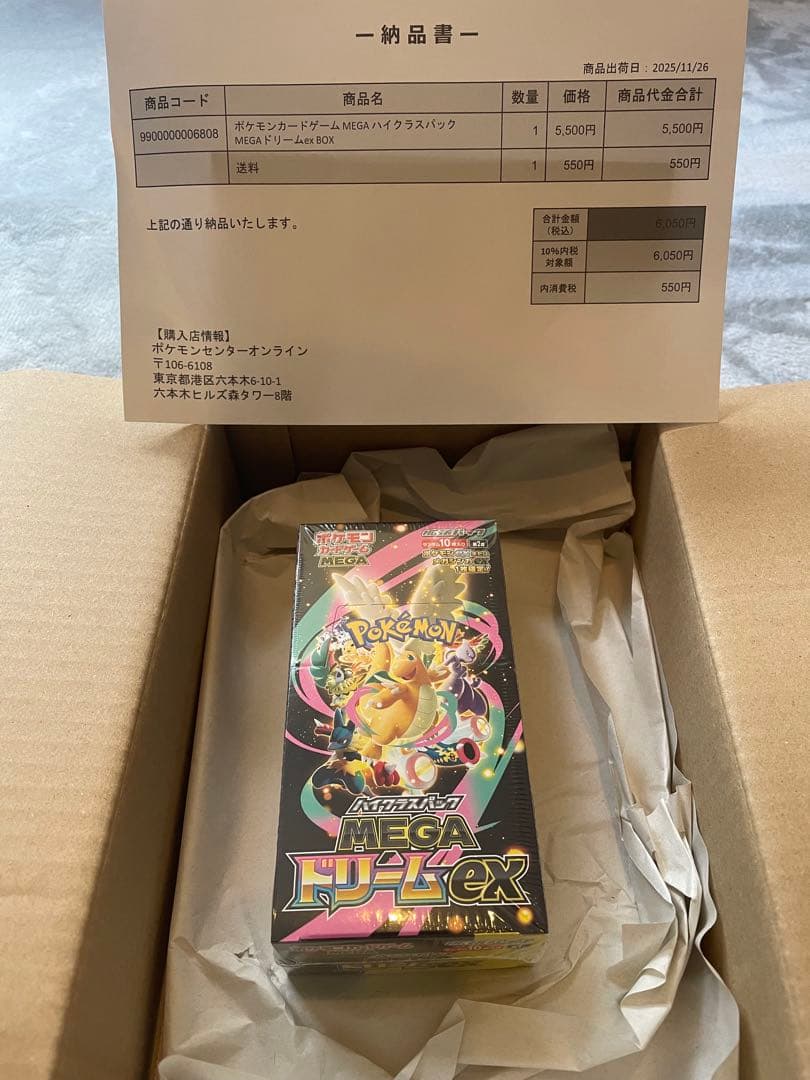 ー納品書ー
商品出荷日：2025/11/26
商品コード 商品名 数量 価格 商品代金合計
9900000006808 ポケモンカードゲーム MEGA ハイクラスパック MEGAドリームex BOX 1 5,500円 5,500円
送料 1 550円 550円
上記の通り納品いたします。
合計金額（税込） 6,050円
10%内税対象額 6,050円
内消費税 550円
【購入店情報】
ポケモンセンターオンライン
〒106-6108
東京都港区六本木6-10-1
六本木ヒルズ森タワー8階
ポケモン
カードゲーム
MEGA
ハイクラスパック
POKéMON
ハイクラスパック
MEGA
ドリームex